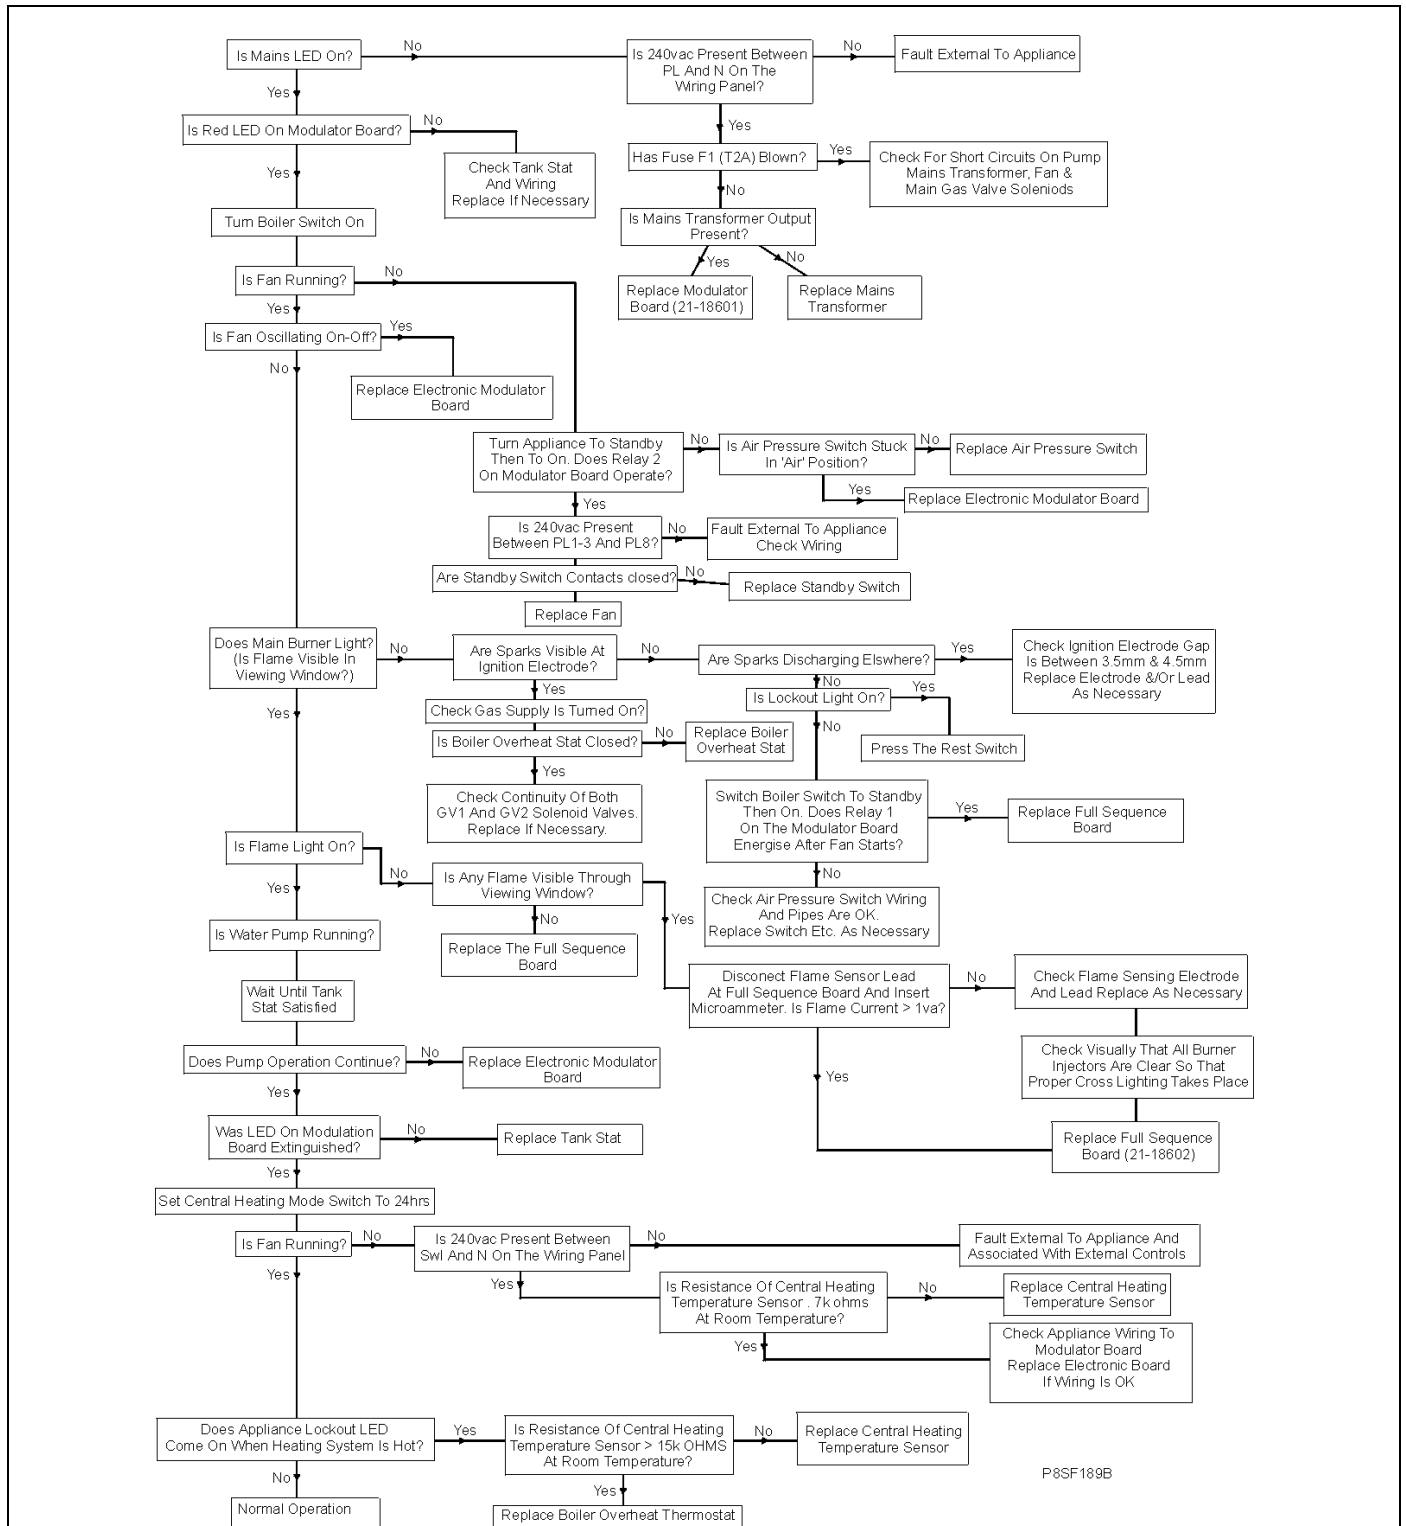 Is Mains LED On?
No
Is 240vac Present Between
PL And N On The
Wiring Panel?
No
Fault External To Appliance
Yes
Yes
Is Red LED On Modulator Board?
No
Check Tank Stat
And Wiring
Replace If Necessary
Has Fuse F1 (T2A) Blown?
Yes
Check For Short Circuits On Pump
Mains Transformer, Fan &
Main Gas Valve Soleniods
Yes
No
Turn Boiler Switch On
Is Mains Transformer Output
Present?
Yes
No
Replace Modulator
Board (21-18601)
Replace Mains
Transformer
Is Fan Running?
No
Yes
Is Fan Oscillating On-Off?
Yes
No
Replace Electronic Modulator
Board
Turn Appliance To Standby
Then To On. Does Relay 2
On Modulator Board Operate?
No
Is Air Pressure Switch Stuck
In 'Air' Position?
No
Replace Air Pressure Switch
Yes
Replace Electronic Modulator Board
Yes
Is 240vac Present
Between PL1-3 And PL8?
No
Fault External To Appliance
Check Wiring
Are Standby Switch Contacts closed?
No
Replace Standby Switch
Replace Fan
Does Main Burner Light?
(Is Flame Visible In
Viewing Window?)
No
Are Sparks Visible At
Ignition Electrode?
No
Are Sparks Discharging Elswhere?
Yes
Check Ignition Electrode Gap
Is Between 3.5mm & 4.5mm
Replace Electrode &/Or Lead
As Necessary
Yes
Yes
No
Is Lockout Light On?
Yes
Press The Rest Switch
No
Check Gas Supply Is Turned On?
Is Boiler Overheat Stat Closed?
No
Replace Boiler
Overheat Stat
Yes
Check Continuity Of Both
GV1 And GV2 Solenoid Valves.
Replace If Necessary.
Switch Boiler Switch To Standby
Then On. Does Relay 1
On The Modulator Board
Energise After Fan Starts?
Yes
Replace Full Sequence
Board
No
Check Air Pressure Switch Wiring
And Pipes Are OK.
Replace Switch Etc. As Necessary
Is Flame Light On?
No
Is Any Flame Visible Through
Viewing Window?
Yes
Yes
No
Replace The Full Sequence
Board
Is Water Pump Running?
Disconect Flame Sensor Lead
At Full Sequence Board And Insert
Microammeter. Is Flame Current > 1va?
No
Check Flame Sensing Electrode
And Lead Replace As Necessary
Wait Until Tank
Stat Satisfied
Check Visually That All Burner
Injectors Are Clear So That
Proper Cross Lighting Takes Place
Yes
Does Pump Operation Continue?
No
Replace Electronic Modulator
Board
Yes
Replace Full Sequence
Board (21-18602)
Was LED On Modulation
Board Extinguished?
No
Replace Tank Stat
Yes
Set Central Heating Mode Switch To 24hrs
Is Fan Running?
No
Is 240vac Present Between
Swl And N On The Wiring Panel
No
Fault External To Appliance And
Associated With External Controls
Yes
Yes
Is Resistance Of Central Heating
Temperature Sensor . 7k ohms
At Room Temperature?
No
Replace Central Heating
Temperature Sensor
Yes
Check Appliance Wiring To
Modulator Board
Replace Electronic Board
If Wiring Is OK
Does Appliance Lockout LED
Come On When Heating System Is Hot?
Yes
Is Resistance Of Central Heating
Temperature Sensor > 15k OHMS
At Room Temperature?
No
Replace Central Heating
Temperature Sensor
No
Normal Operation
Yes
Replace Boiler Overheat Thermostat
P8SF189B